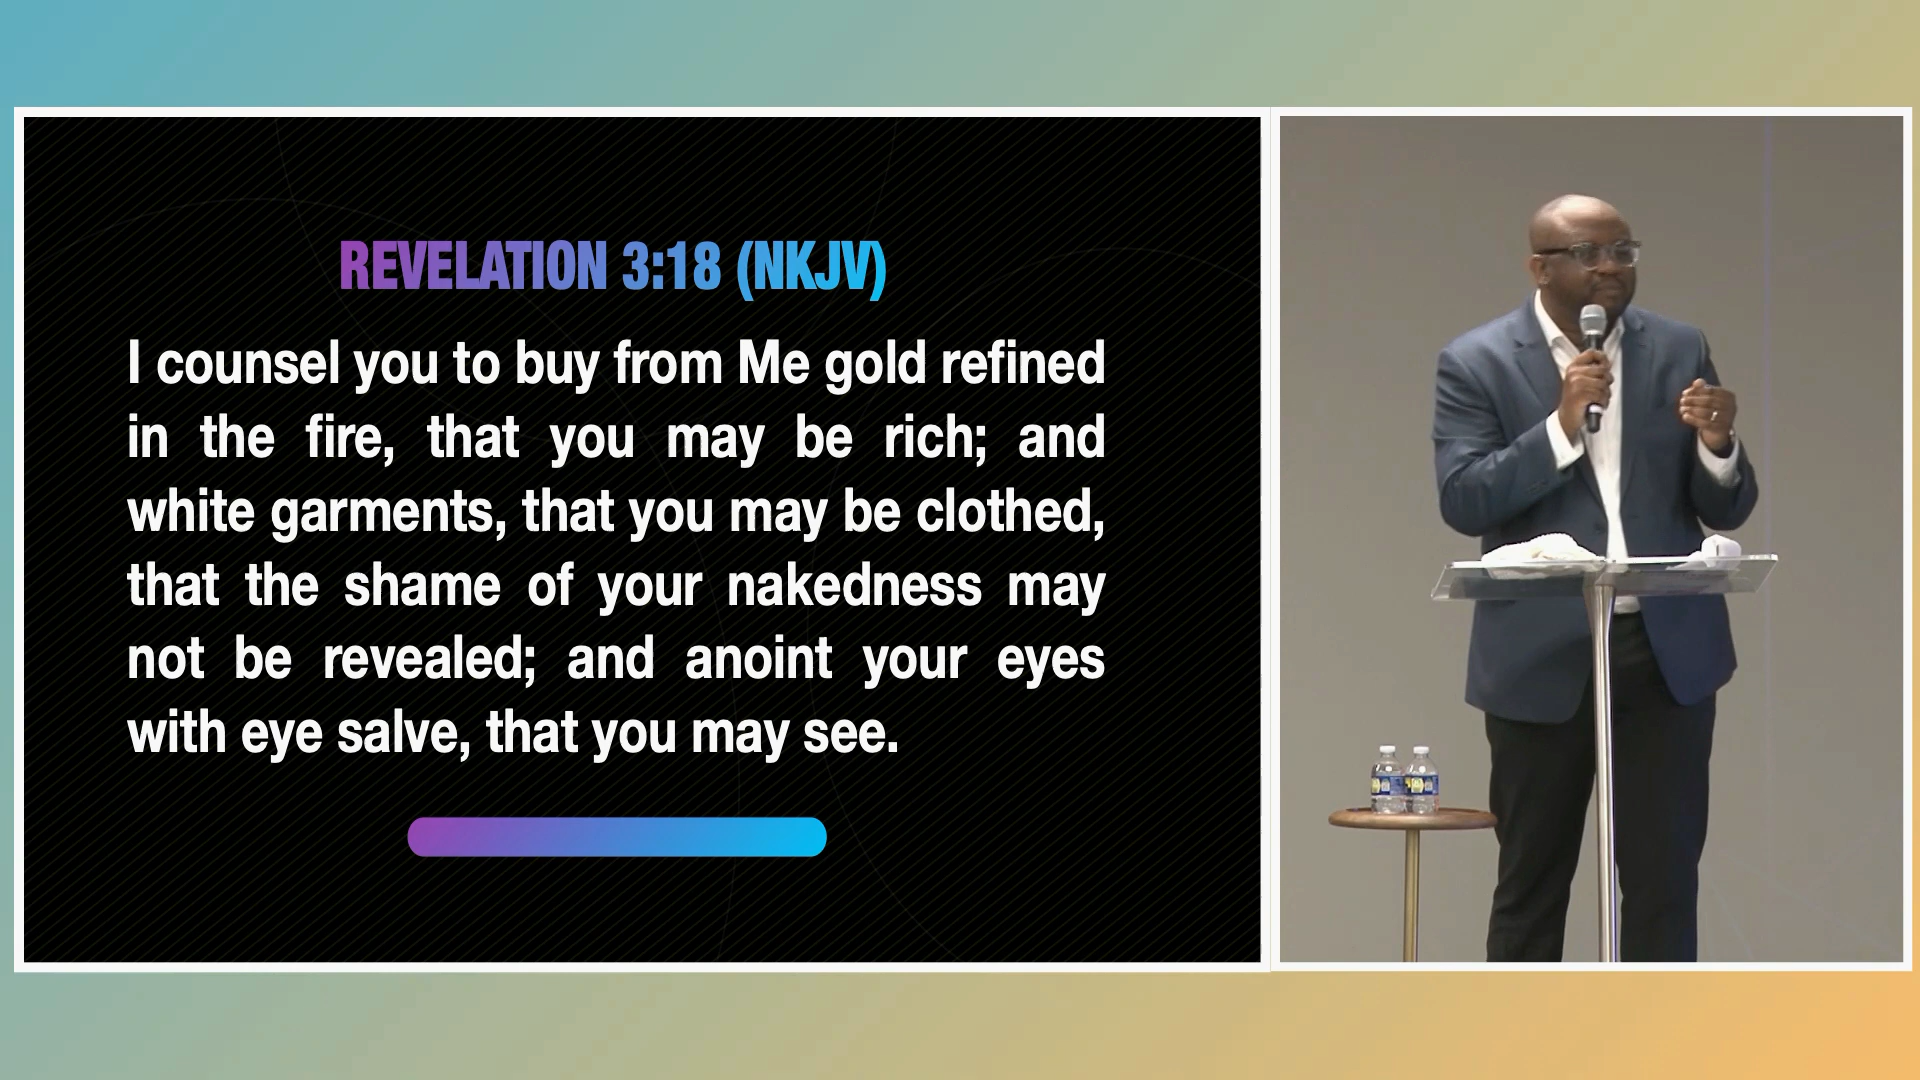 REVELATION 3:18 (NKJV)
I counsel you to buy from Me gold refined
in the fire, that you may be rich; and
white garments, that you may be clothed,
that the shame of your nakedness may
not be revealed; and anoint your eyes
with eye salve, that you may see.